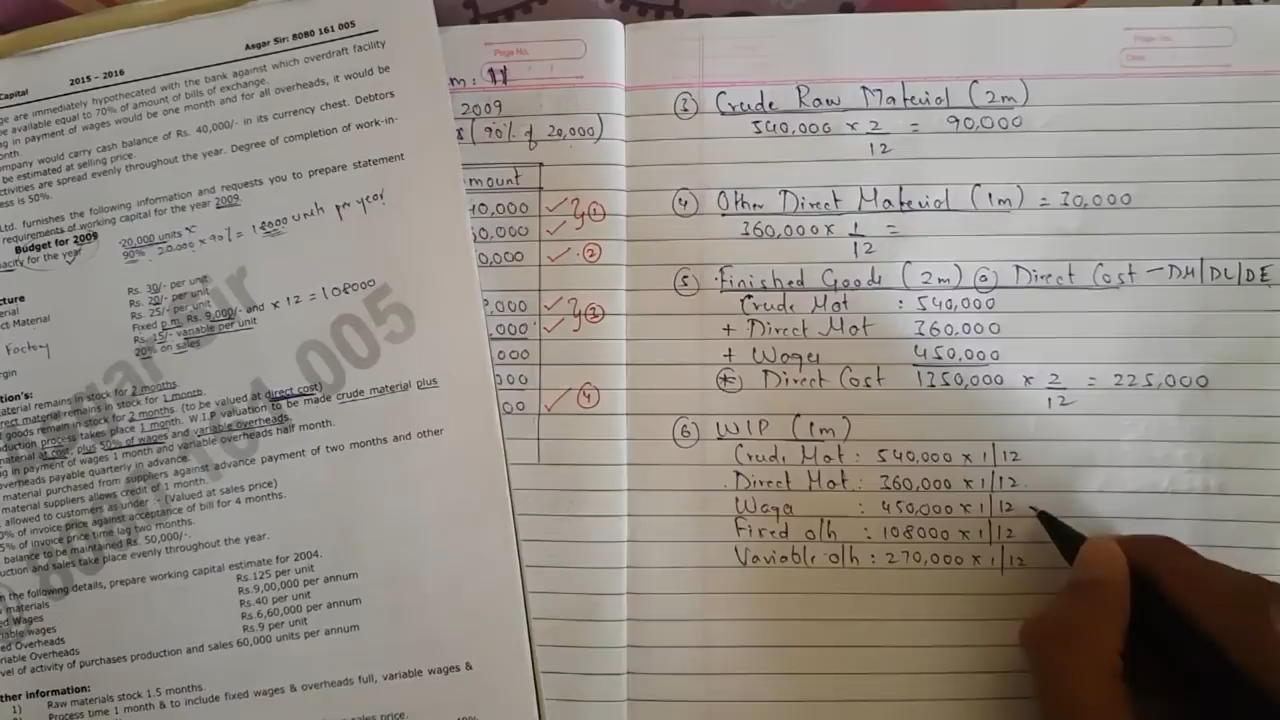 Asgar Sir: 8080 161 005
2015 - 2016
Capital
ge are immediately hypothecated with the bank against which overdraft facility
e available equal to 70% of amount of bills of exchange.
g in payment of wages would be one month and for all overheads, it would be
onth.
ompany would carry cash balance of Rs. 40,000/- in its currency chest. Debtors
be estimated at selling price.
ctivities are spread evenly throughout the year. Degree of completion of work-in-
ess is 50%.
Ltd. furnishes the following information and requests you to prepare statement
requirements of working capital for the year 2009.
Budget for 2009
acity for the year
20,000 units
90% 20,000 × 90% = 18000 units per year
cture
erial
Rs. 30/- per unit
ct Material
Rs. 20/- per unit
Rs. 25/- per unit
Factory
Fixed p.m. Rs. 9,000/- and × 12 = 108000
Rs. 15/- variable per unit
rgin
20% on sales
tion's:
aterial remains in stock for 2 months.
rect material remains in stock for 1 month.
d goods remain in stock for 2 months. (to be valued at direct cost)
duction process takes place 1 month. W.I.P valuation to be made crude material plus
material at cost, plus 50% of wages and variable overheads.
ng in payment of wages 1 month and variable overheads half month.
overheads payable quarterly in advance.
material purchased from suppliers against advance payment of two months and other
material suppliers allows credit of 1 month.
allowed to customers as under :- (Valued at sales price)
0% of invoice price against acceptance of bill for 4 months.
5% of invoice price time lag two months.
balance to be maintained Rs. 50,000/-.
uction and sales take place evenly throughout the year.
m the following details, prepare working capital estimate for 2004.
w materials
Rs.125 per unit
ed Wages
Rs.9,00,000 per annum
riable wages
Rs.40 per unit
ed Overheads
Rs.6,60,000 per annum
riable Overheads
Rs.9 per unit
vel of activity of purchases production and sales 60,000 units per annum
ther information:
1) Raw materials stock 1.5 months.
Process time 1 month & to include fixed wages & overheads full, variable wages &
Page No.
m: 11
2009
(90% of 20,000)
mount
0,000 ①
0,000
0,000 ②
,000
,000 ③
000
000
00 ④
Page No.
Date
③ Crude Raw Material (2m)
540,000 × 2/12 = 90,000
④ Other Direct Material (1m) = 30,000
360,000 × 1/12 =
⑤ Finished Goods (2m) @ Direct Cost - DM|DL|DE
Crude Mat : 540,000
+ Direct Mat 360,000
+ Wages 450,000
Direct Cost 1350,000 × 2/12 = 225,000
⑥ WIP (1m)
Crude Mat : 540,000 × 1|12
Direct Mat : 360,000 × 1|12
Wage : 450,000 × 1|12
Fixed o/h : 108000 × 1|12
Variable o/h : 270,000 × 1|12